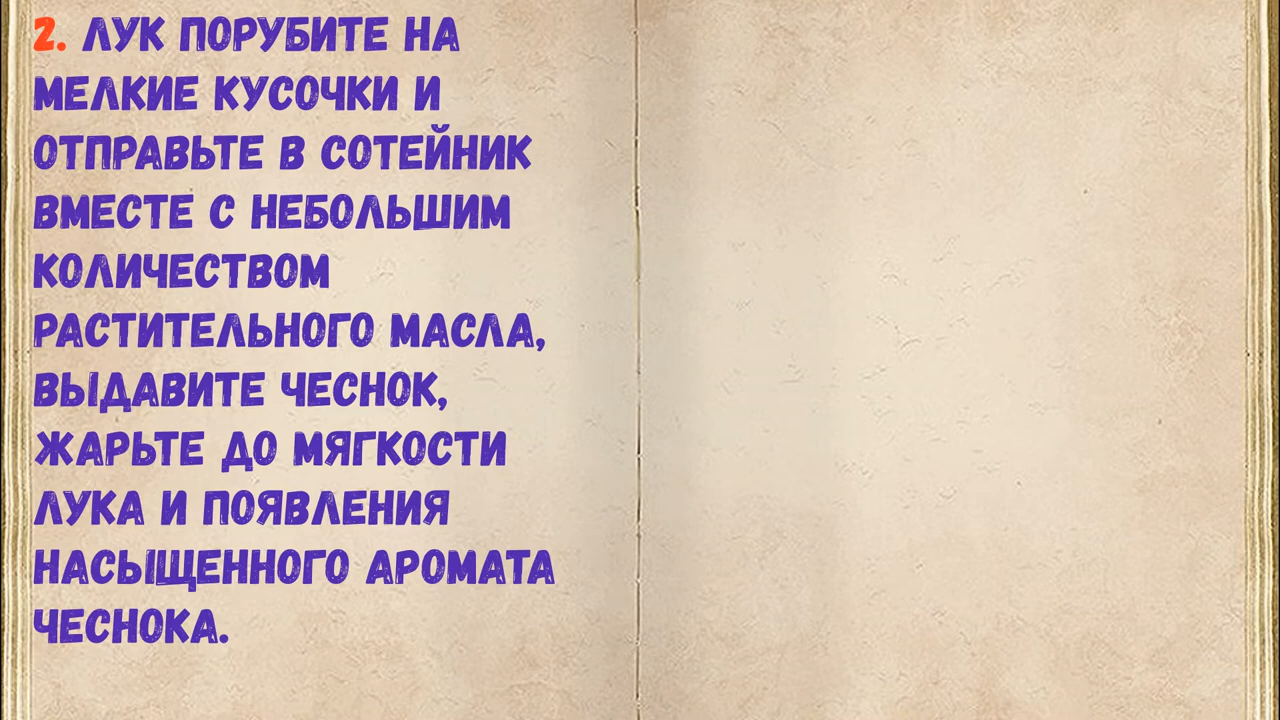 2. ЛУК ПОРУБИТЕ НА
МЕЛКИЕ КУСОЧКИ И
ОТПРАВЬТЕ В СОТЕЙНИК
ВМЕСТЕ С НЕБОЛЬШИМ
КОЛИЧЕСТВОМ
РАСТИТЕЛЬНОГО МАСЛА,
ВЫДАВИТЕ ЧЕСНОК,
ЖАРЬТЕ ДО МЯГКОСТИ
ЛУКА И ПОЯВЛЕНИЯ
НАСЫЩЕННОГО АРОМАТА
ЧЕСНОКА.